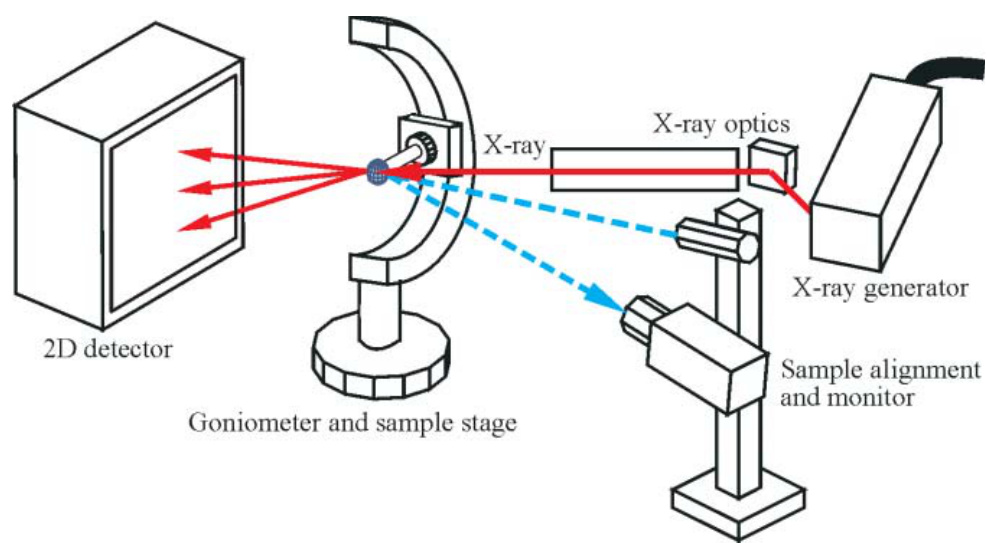 X-ray optics
X-ray
X-ray generator
2D detector
Sample alignment
and monitor
Goniometer and sample stage